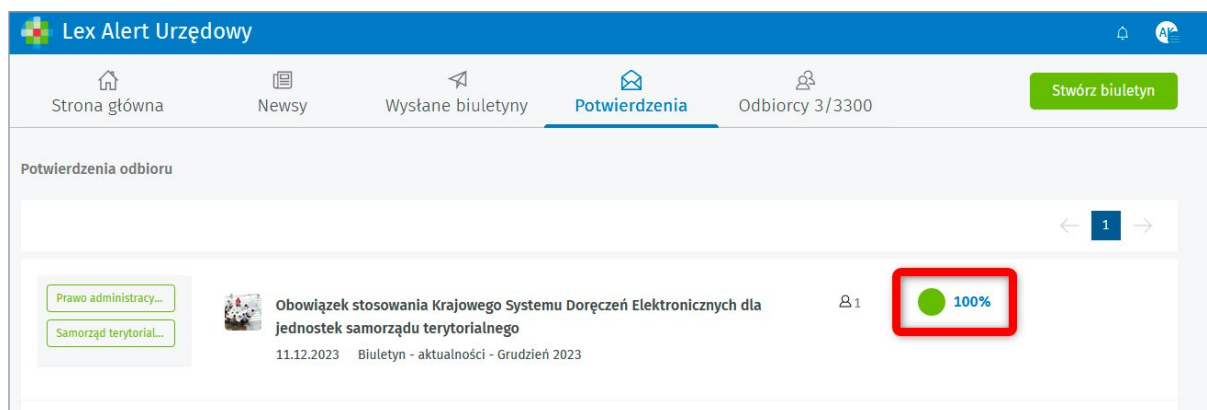 Lex Alert Urzędowy
Strona główna
Newsy
Wysłane biuletyny
Potwierdzenia
Odbiorcy 3/3300
Stwórz biuletyn
Potwierdzenia odbioru
1
Prawo administracy...
Samorząd terytorial...
Obowiązek stosowania Krajowego Systemu Doręczeń Elektronicznych dla
jednostek samorządu terytorialnego
11.12.2023 Biuletyn - aktualności - Grudzień 2023
1
100%